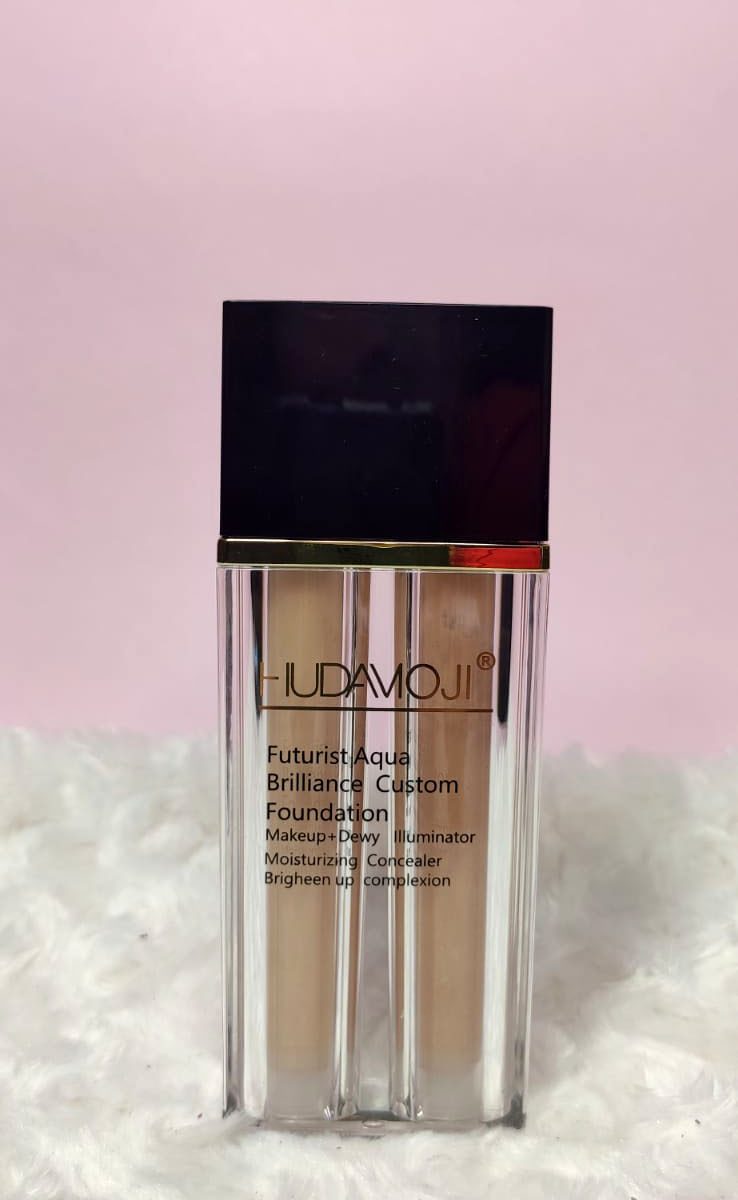 HUDAMOJI®
Futurist Aqua
Brilliance Custom
Foundation
Makeup+Dewy Illuminator
Moisturizing Concealer
Brigheen up complexion